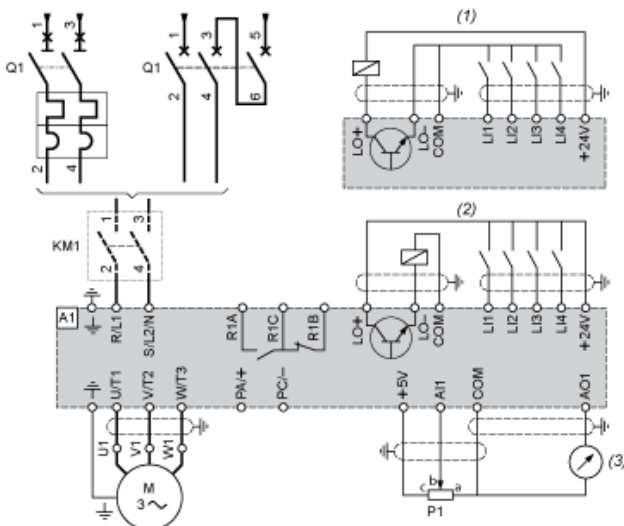 1 3
Q1
2 4
1 3 5
Q1
2 4 6
(1)
LO+ LO- COM LI1 LI2 LI3 LI4 +24V
1 3
KM1
2 4
(2)
A1
R/L1 S/L2/N R1A R1C R1B LO+ LO- COM LI1 LI2 LI3 LI4 +24V
U/T1 V/T2 W/T3 PA/+ PC/- +5V AI1 COM AO1
U1 V1 W1
M
3
c b a
P1
(3)